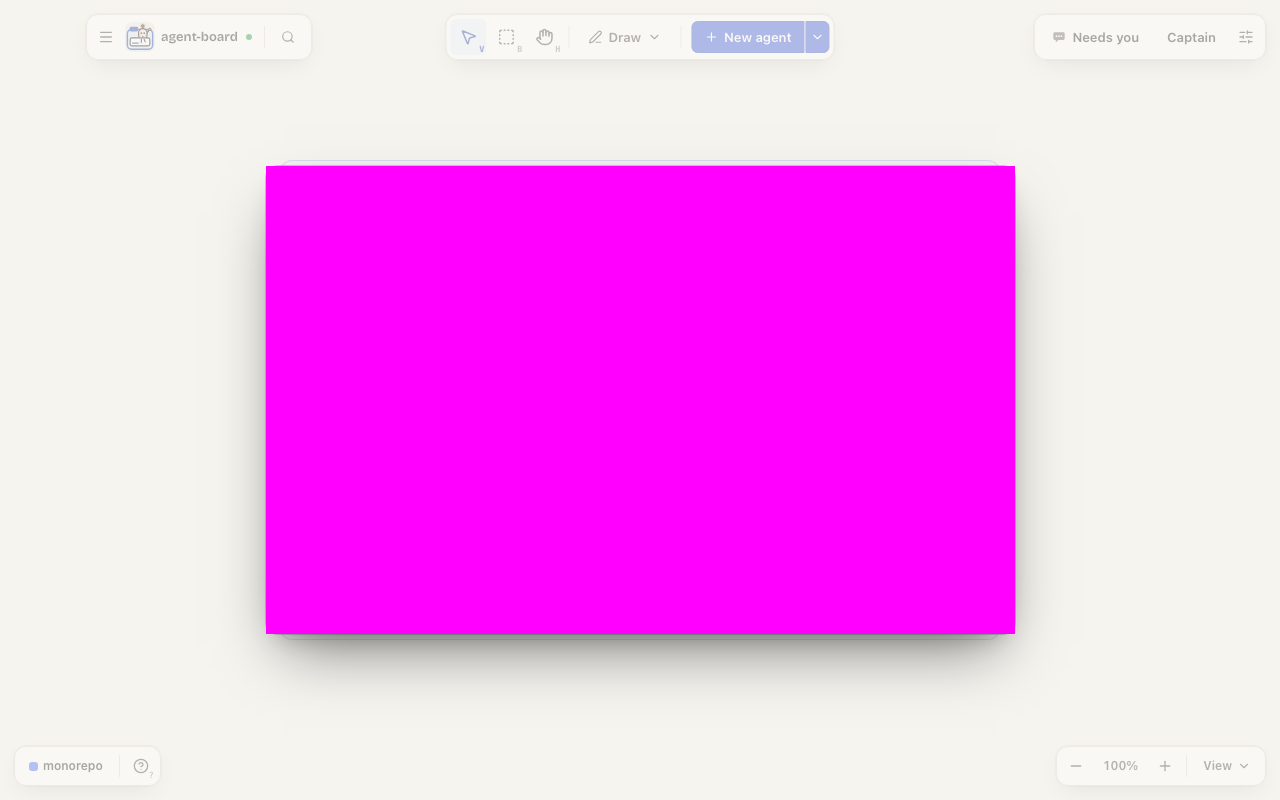 agent-board
V
B
H
Draw
New agent
Needs you
Captain
monorepo
?
100%
View